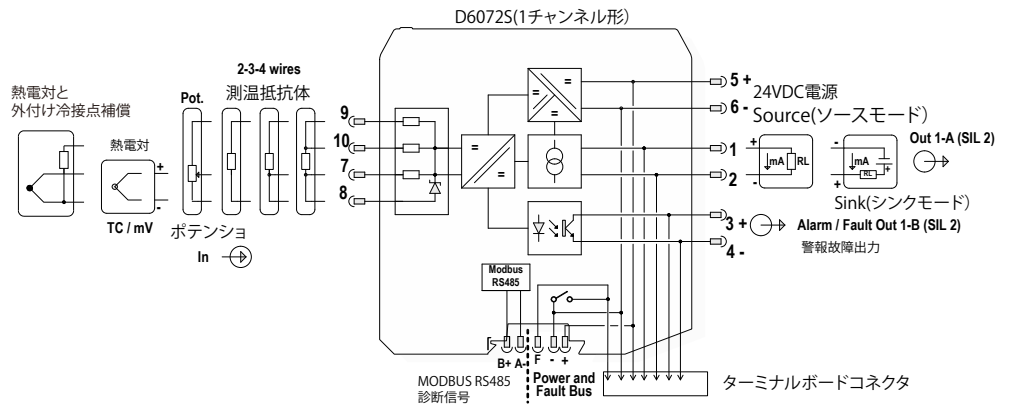 D6072S(1チャンネル形)
熱電対と
外付け冷接点補償
熱電対
+
-
TC / mV
Pot.
2-3-4 wires
測温抵抗体
ポテンショ
In
9
10
7
8
=
=
=
=
=
=
5 +
6 -
24VDC電源
Source(ソースモード)
1
2
+
-
mA
RL
-
+
mA
RL
+
Out 1-A (SIL 2)
Sink(シンクモード)
3 +
4 -
Alarm / Fault Out 1-B (SIL 2)
警報故障出力
Modbus
RS485
B+ A-
F - +
MODBUS RS485
診断信号
Power and
Fault Bus
ターミナルボードコネクタ